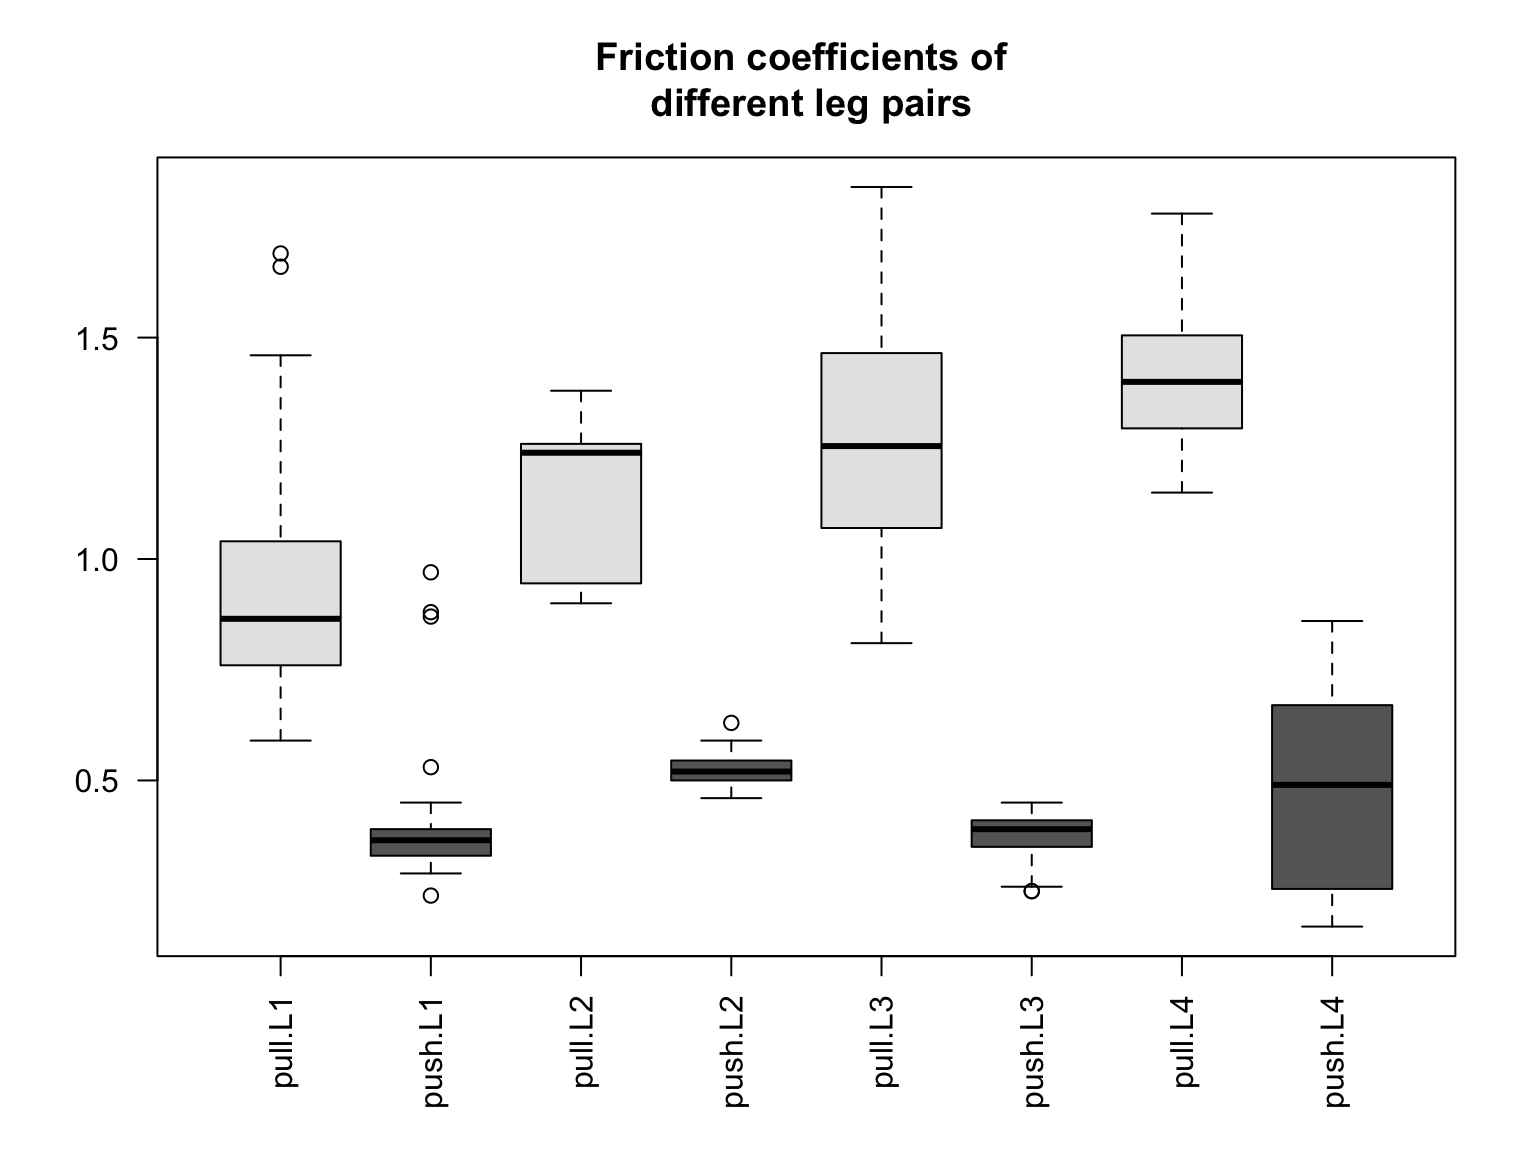 Friction coefficients of
different leg pairs
1.5
1.0
0.5
pull.L1
push.L1
pull.L2
push.L2
pull.L3
push.L3
pull.L4
push.L4